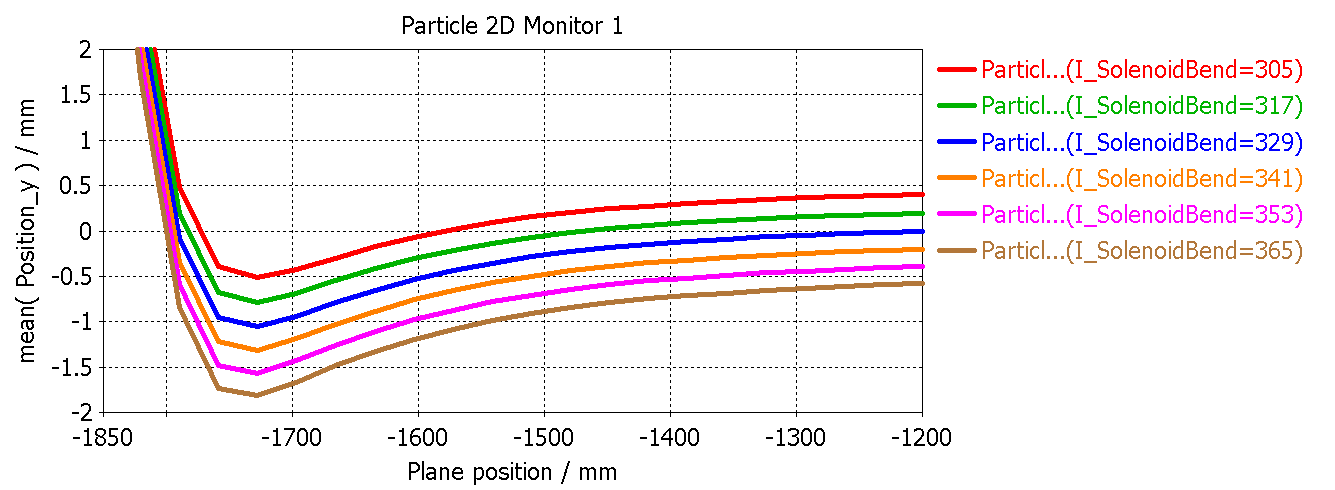 Particle 2D Monitor 1
mean( Position_y ) / mm
2
1.5
1
0.5
0
-0.5
-1
-1.5
-2
-1850
-1700
-1600
-1500
-1400
-1300
-1200
Plane position / mm
Particl...(I_SolenoidBend=305)
Particl...(I_SolenoidBend=317)
Particl...(I_SolenoidBend=329)
Particl...(I_SolenoidBend=341)
Particl...(I_SolenoidBend=353)
Particl...(I_SolenoidBend=365)